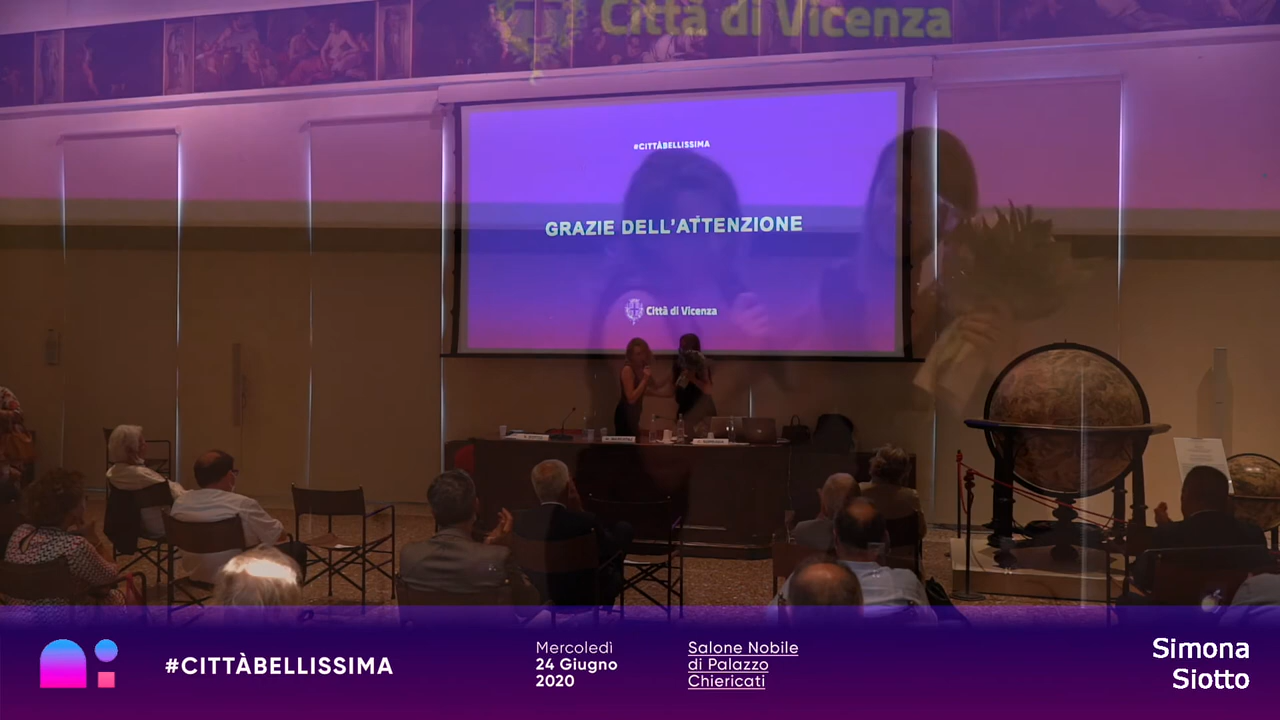 Città di Vicenza
#CITTÀBELLISSIMA
GRAZIE DELL'ATTENZIONE
Città di Vicenza
#CITTÀBELLISSIMA
Mercoledì
24 Giugno
2020
Salone Nobile
di Palazzo
Chiericati
Simona
Siotto